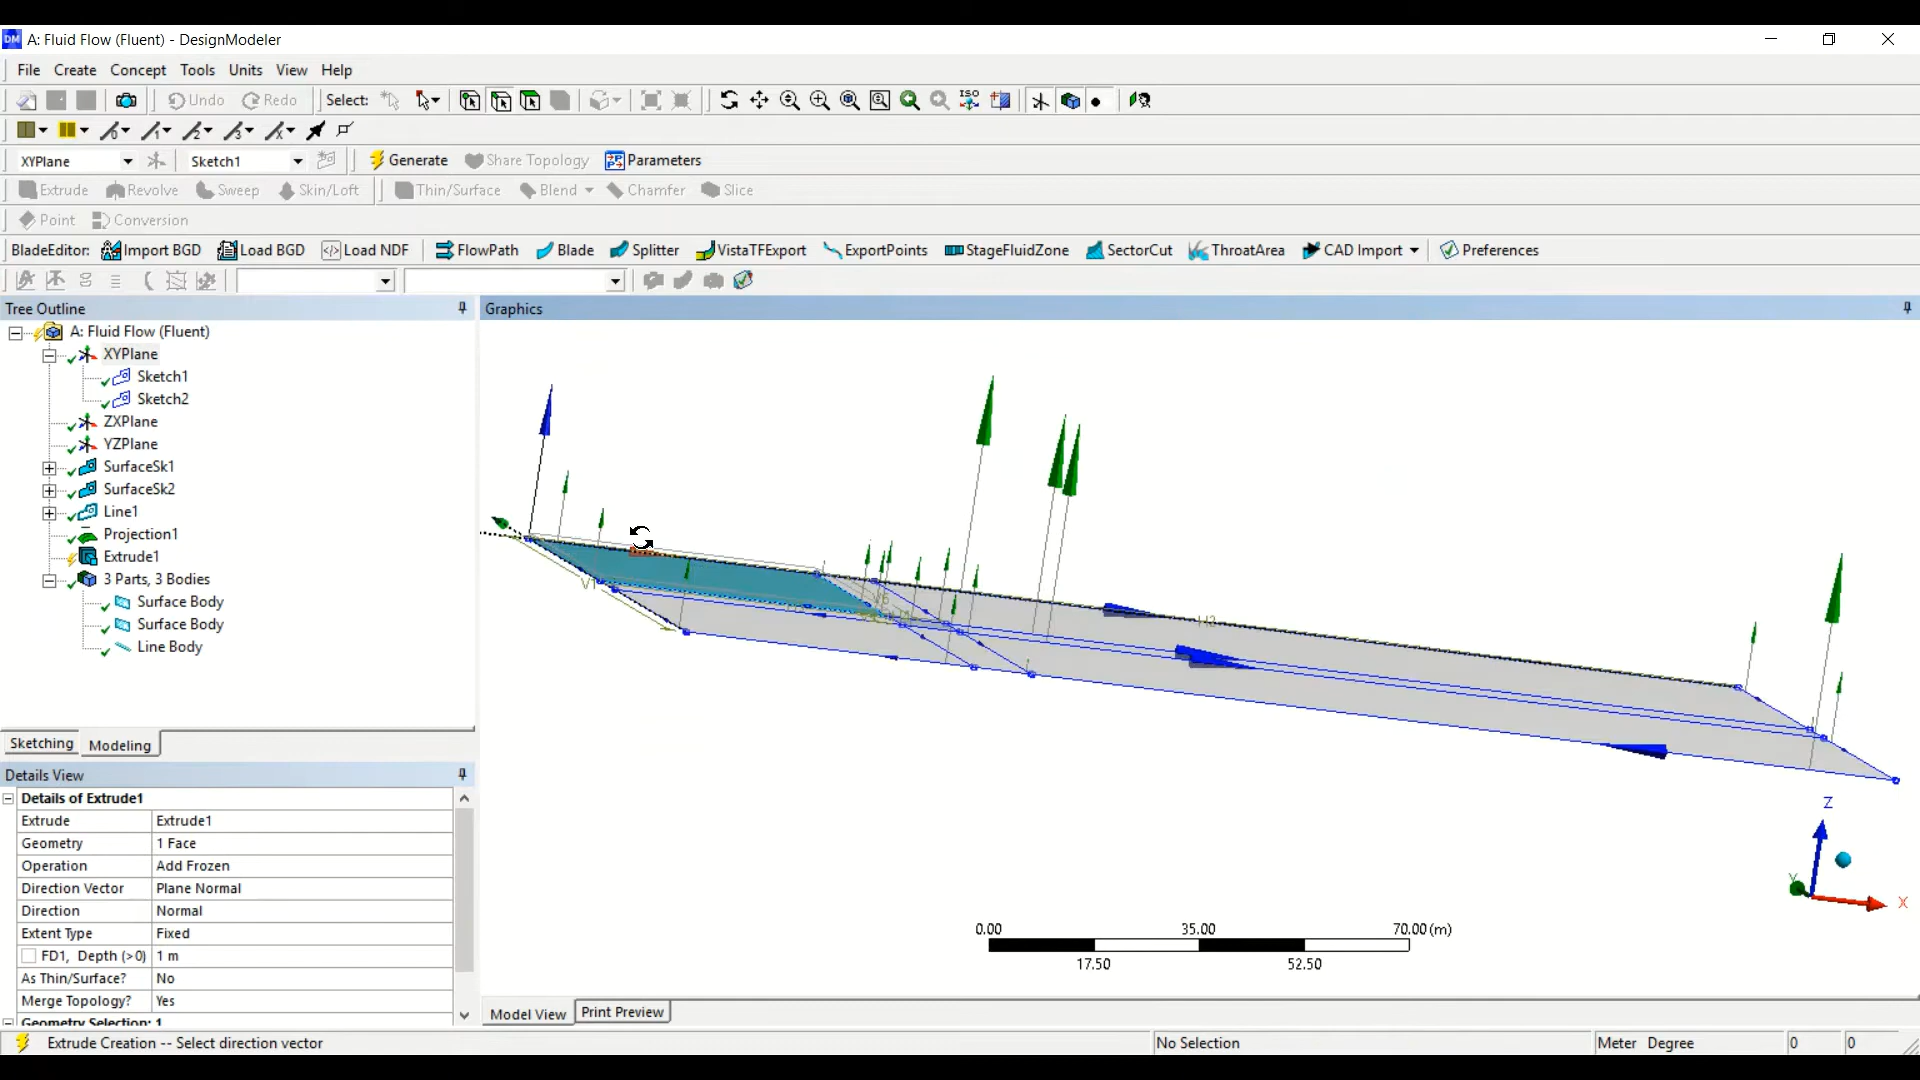 DM A: Fluid Flow (Fluent) - DesignModeler
File Create Concept Tools Units View Help
Undo Redo Select: ISO
XYPlane Sketch1 Generate Share Topology Parameters
Extrude Revolve Sweep Skin/Loft Thin/Surface Blend Chamfer Slice
Point Conversion
BladeEditor: Import BGD Load BGD Load NDF FlowPath Blade Splitter VistaTFExport ExportPoints StageFluidZone SectorCut ThroatArea CAD Import Preferences
Tree Outline
A: Fluid Flow (Fluent)
XYPlane
Sketch1
Sketch2
ZXPlane
YZPlane
SurfaceSk1
SurfaceSk2
Line1
Projection1
Extrude1
3 Parts, 3 Bodies
Surface Body
Surface Body
Line Body
Sketching Modeling
Details View
Details of Extrude1
Extrude Extrude1
Geometry 1 Face
Operation Add Frozen
Direction Vector Plane Normal
Direction Normal
Extent Type Fixed
FD1, Depth (>0) 1 m
As Thin/Surface? No
Merge Topology? Yes
Geometry Selection: 1
Graphics
Z
Y
X
0.00 35.00 70.00 (m)
17.50 52.50
Model View Print Preview
Extrude Creation -- Select direction vector No Selection Meter Degree 0 0